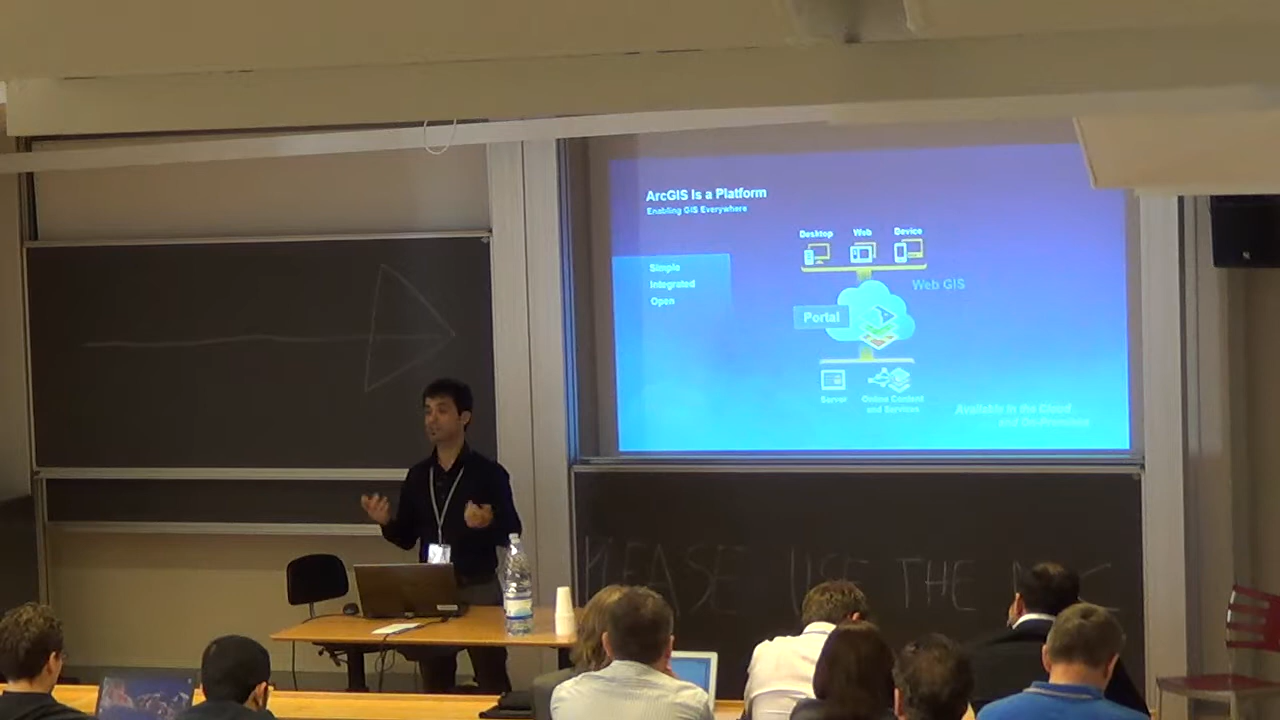 ArcGIS is a Platform
Enabling GIS Everywhere
Desktop Web Device
Simple
Integrated
Open
Web GIS
Portal
Server
Online Content
and Services
Available in the Cloud
and On-Premises
PLEASE USE THE